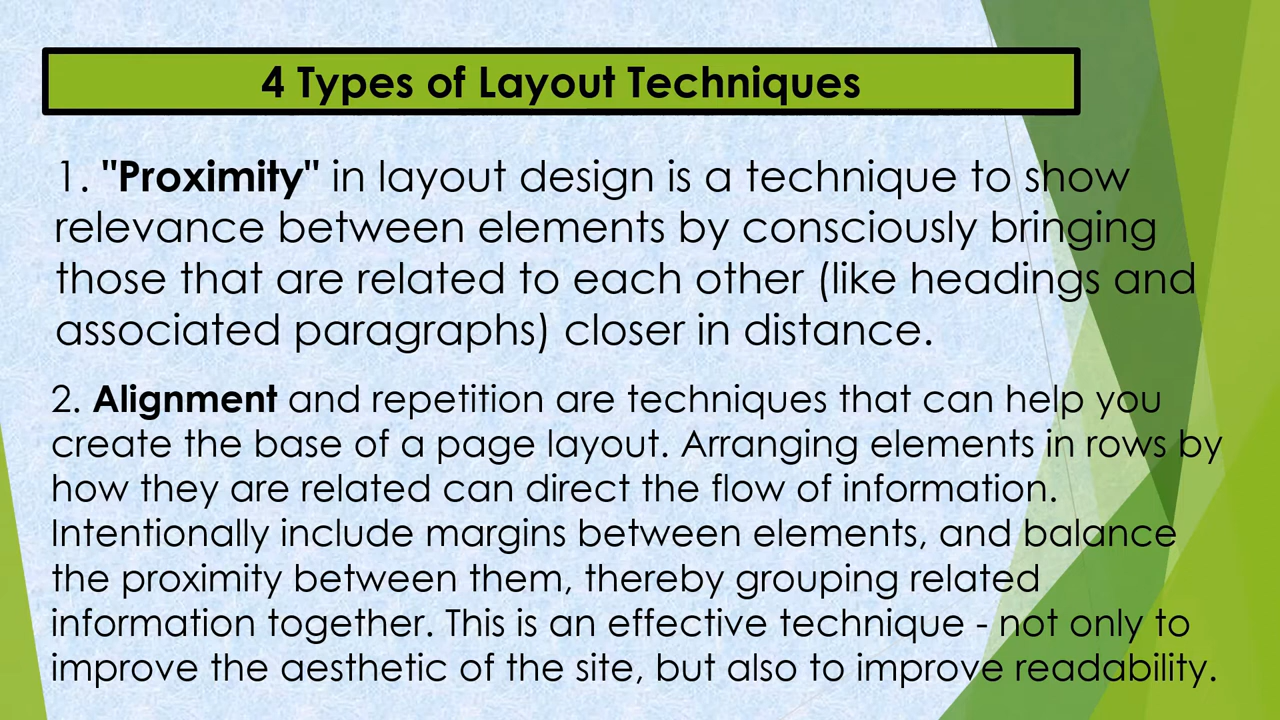 4 Types of Layout Techniques
1. "Proximity" in layout design is a technique to show
relevance between elements by consciously bringing
those that are related to each other (like headings and
associated paragraphs) closer in distance.
2. Alignment and repetition are techniques that can help you
create the base of a page layout. Arranging elements in rows by
how they are related can direct the flow of information.
Intentionally include margins between elements, and balance
the proximity between them, thereby grouping related
information together. This is an effective technique - not only to
improve the aesthetic of the site, but also to improve readability.